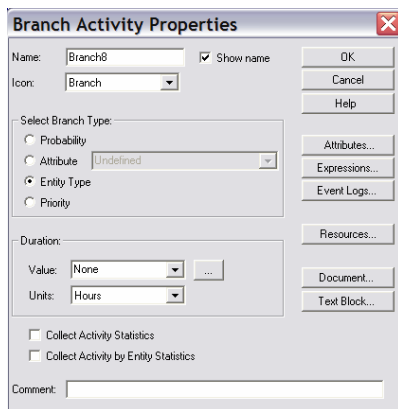 Branch Activity Properties
Name: Branch8 Show name OK
Icon: Branch Cancel
Help
Select Branch Type:
Probability Attributes...
Attribute Undefined Expressions...
Entity Type Event Logs...
Priority
Resources...
Duration:
Value: None ...
Units: Hours Document...
Text Block...
Collect Activity Statistics
Collect Activity by Entity Statistics
Comment: